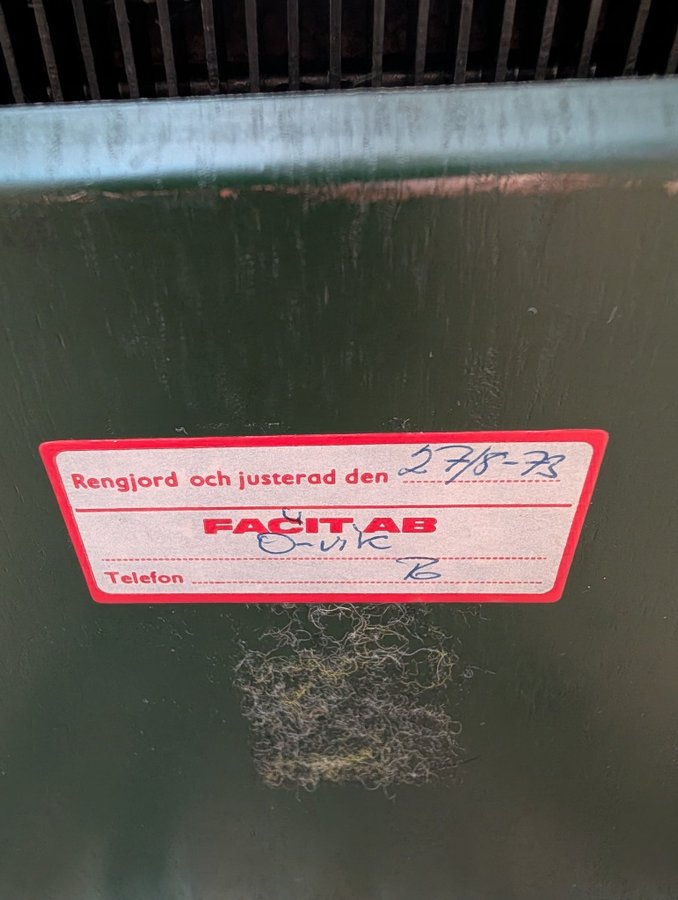 Rengjord och justerad den 27/8-73
FACIT AB
Ö-vik
Telefon